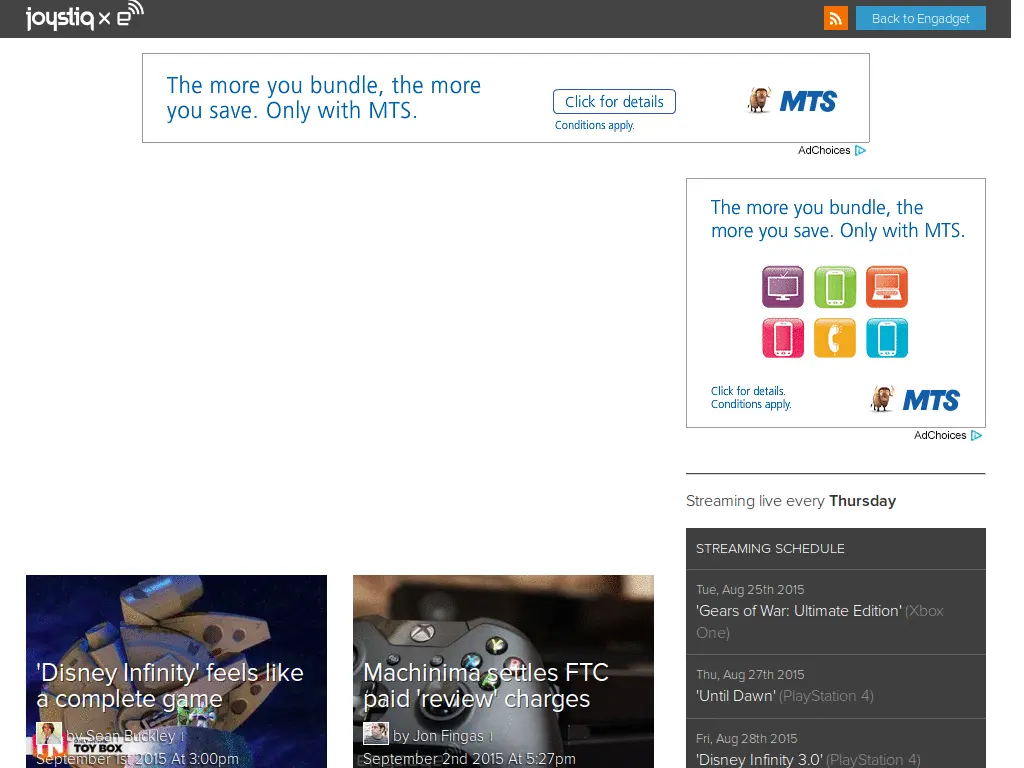 joystiq × e
Back to Engadget
The more you bundle, the more
you save. Only with MTS.
Click for details
Conditions apply.
MTS
AdChoices
The more you bundle, the
more you save. Only with MTS.
Click for details.
Conditions apply.
MTS
AdChoices
Streaming live every Thursday
STREAMING SCHEDULE
Tue, Aug 25th 2015
'Gears of War: Ultimate Edition' (Xbox
One)
Thu, Aug 27th 2015
'Until Dawn' (PlayStation 4)
Fri, Aug 28th 2015
'Disney Infinity 3.0' (PlayStation 4)
'Disney Infinity' feels like
a complete game
by Sean Buckley |
TOY BOX
September 1st 2015 At 3:00pm
Machinima settles FTC
paid 'review' charges
by Jon Fingas |
September 2nd 2015 At 5:27pm